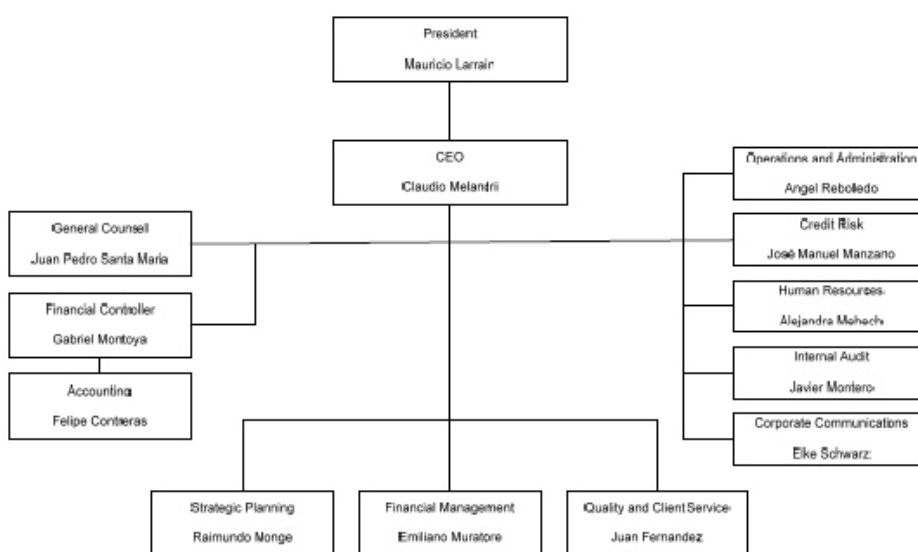 President
Mauricio Larrain
CEO
Claudio Melandri
General Counsell
Juan Pedro Santa Maria
Financial Controller
Gabriel Montoya
Accounting
Felipe Contreras
Operations and Administration
Angel Rebolledo
Credit Risk
José Manuel Manzano
Human Resources
Alejandra Mehech
Internal Audit
Javier Montero
Corporate Communications
Elke Schwarz
Strategic Planning
Raimundo Monge
Financial Management
Emiliano Muratore
Quality and Client Service
Juan Fernandez